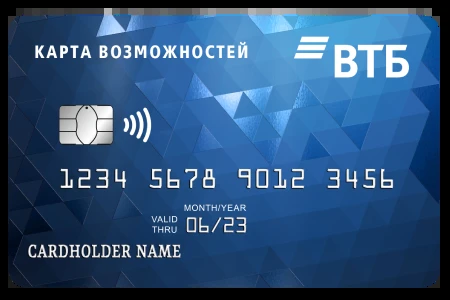 КАРТА ВОЗМОЖНОСТЕЙ
ВТБ
1234 5678 9012 3456
MONTH/YEAR
VALID THRU 06/23
CARDHOLDER NAME